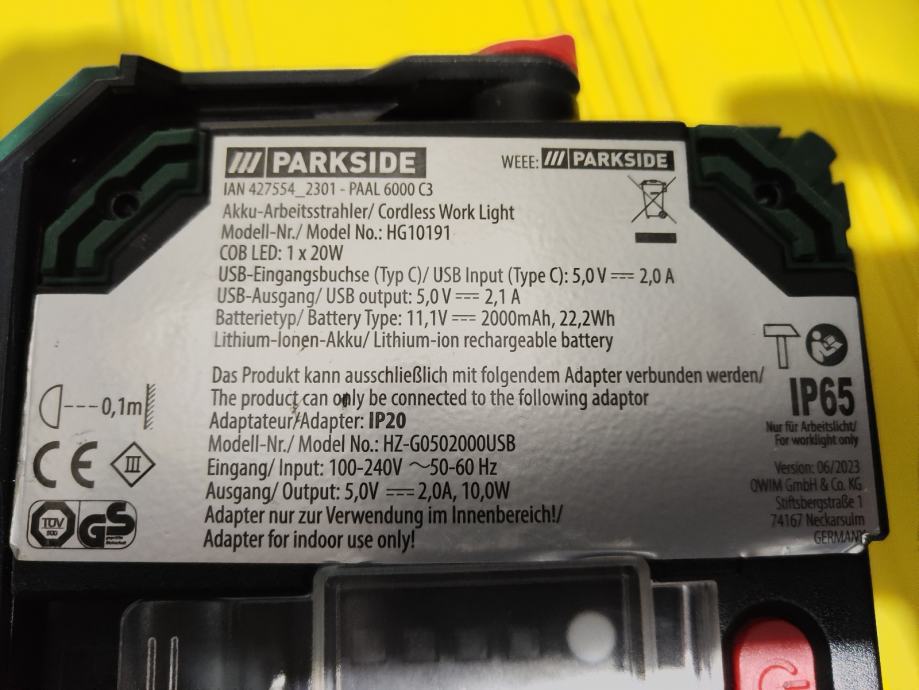 PARKSIDE
WEEE: PARKSIDE
IAN 427554_2301 - PAAL 6000 C3
Akku-Arbeitsstrahler/ Cordless Work Light
Modell-Nr./ Model No.: HG10191
COB LED: 1 x 20W
USB-Eingangsbuchse (Typ C)/ USB Input (Type C): 5,0 V ⎓ 2,0 A
USB-Ausgang/ USB output: 5,0 V ⎓ 2,1 A
Batterietyp/ Battery Type: 11,1V ⎓ 2000mAh, 22,2Wh
Lithium-Ionen-Akku/ Lithium-ion rechargeable battery
Das Produkt kann ausschließlich mit folgendem Adapter verbunden werden/
The product can only be connected to the following adaptor
Adaptateur/Adapter: IP20
Modell-Nr./ Model No.: HZ-G0502000USB
Eingang/ Input: 100-240V ~50-60 Hz
Ausgang/ Output: 5,0V ⎓ 2,0A, 10,0W
Adapter nur zur Verwendung im Innenbereich!/
Adapter for indoor use only!
0,1m
CE III
TÜV SÜD GS
IP65
Nur für Arbeitslicht/
For worklight only
Version: 06/2023
OWIM GmbH & Co. KG
Stiftsbergstraße 1
74167 Neckarsulm
GERMANY